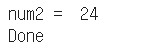 num2 =  24
Done